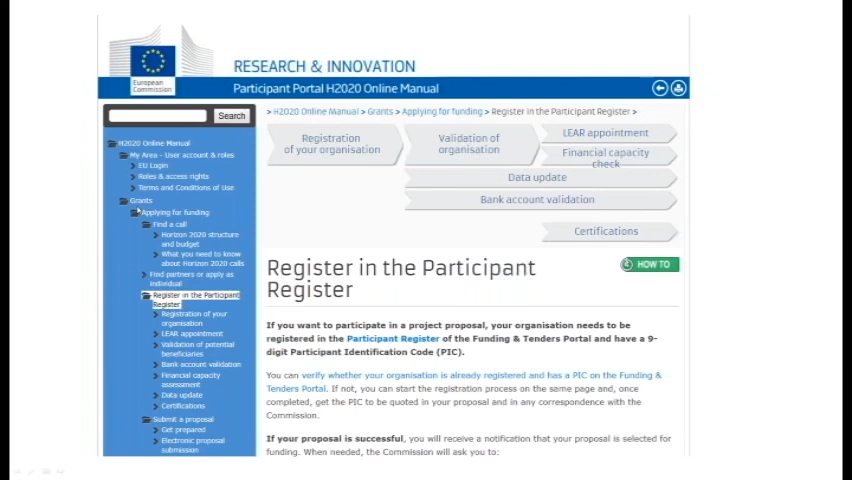 European
Commission
RESEARCH & INNOVATION
Participant Portal H2020 Online Manual
Search
H2020 Online Manual
My Area - User account & roles
EU Login
Roles & access rights
Terms and Conditions of Use
Grants
Applying for funding
Find a call
Horizon 2020 structure
and budget
What you need to know
about Horizon 2020 calls
Find partners or apply as
individual
Register in the Participant
Register
Registration of your
organisation
LEAR appointment
Validation of potential
beneficiaries
Bank account validation
Financial capacity
assessment
Data update
Certifications
Submit a proposal
Get prepared
Electronic proposal
submission
> H2020 Online Manual > Grants > Applying for funding > Register in the Participant Register >
Registration
of your organisation
Validation of
organisation
LEAR appointment
Financial capacity
check
Data update
Bank account validation
Certifications
HOW TO
Register in the Participant
Register
If you want to participate in a project proposal, your organisation needs to be
registered in the Participant Register of the Funding & Tenders Portal and have a 9-
digit Participant Identification Code (PIC).
You can verify whether your organisation is already registered and has a PIC on the Funding &
Tenders Portal. If not, you can start the registration process on the same page and, once
completed, get the PIC to be quoted in your proposal and in any correspondence with the
Commission.
If your proposal is successful, you will receive a notification that your proposal is selected for
funding. When needed, the Commission will ask you to: